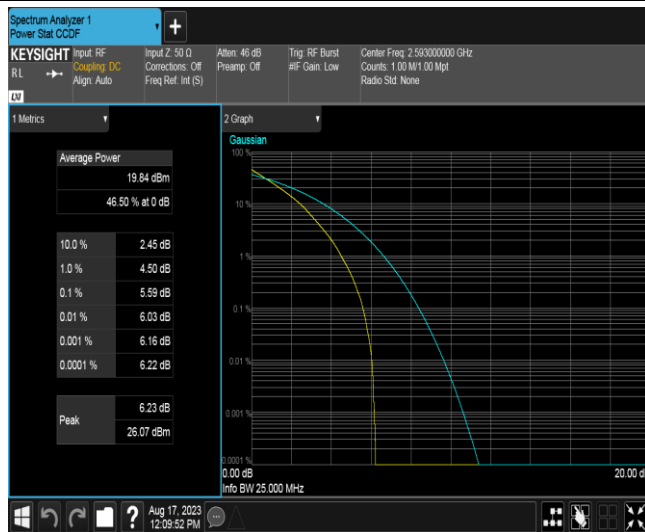 Spectrum Analyzer 1
Power Stat CCDF
+
KEYSIGHT
RL
Input: RF
Coupling: DC
Align: Auto
Input Z: 50 Ω
Corrections: Off
Freq Ref: Int (S)
Atten: 46 dB
Preamp: Off
Trig: RF Burst
#IF Gain: Low
Center Freq: 2.593000000 GHz
Counts: 1.00 M/1.00 Mpt
Radio Std: None
LXI
1 Metrics
Average Power
19.84 dBm
46.50 % at 0 dB
10.0 % 2.45 dB
1.0 % 4.50 dB
0.1 % 5.59 dB
0.01 % 6.03 dB
0.001 % 6.16 dB
0.0001 % 6.22 dB
Peak
6.23 dB
26.07 dBm
2 Graph
Gaussian
100 %
10 %
1 %
0.1 %
0.01 %
0.001 %
0.0001 %
0.00 dB
20.00 d
Info BW 25.000 MHz
?
Aug 17, 2023
12:09:52 PM